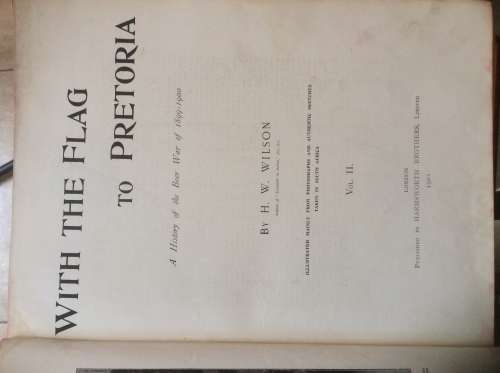 WITH THE FLAG
TO PRETORIA
A History of the Boer War of 1899-1900
BY H. W. WILSON
ILLUSTRATED MAINLY FROM PHOTOGRAPHS AND AUTHENTIC SKETCHES
TAKEN IN SOUTH AFRICA
VOL. II.
LONDON
PUBLISHED BY HARMSWORTH BROTHERS, LIMITED
1901